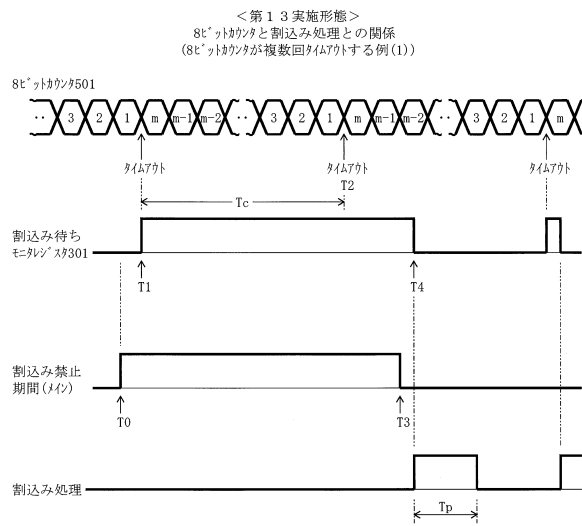 <第13実施形態>
8ﾋﾞｯﾄｶｳﾝﾀと割込み処理との関係
(8ﾋﾞｯﾄｶｳﾝﾀが複数回ﾀｲﾑｱｳﾄする例(1))
8ﾋﾞｯﾄｶｳﾝﾀ501
‥ 3 2 1 m m-1 m-2 ‥ 3 2 1 m m-1 m-2 ‥ 3 2 1 m
ﾀｲﾑｱｳﾄ ﾀｲﾑｱｳﾄ ﾀｲﾑｱｳﾄ
T2
Tc
割込み待ち
ﾓﾆﾀﾚｼﾞｽﾀ301
T1 T4
割込み禁止
期間(ﾒｲﾝ)
T0 T3
割込み処理
Tp